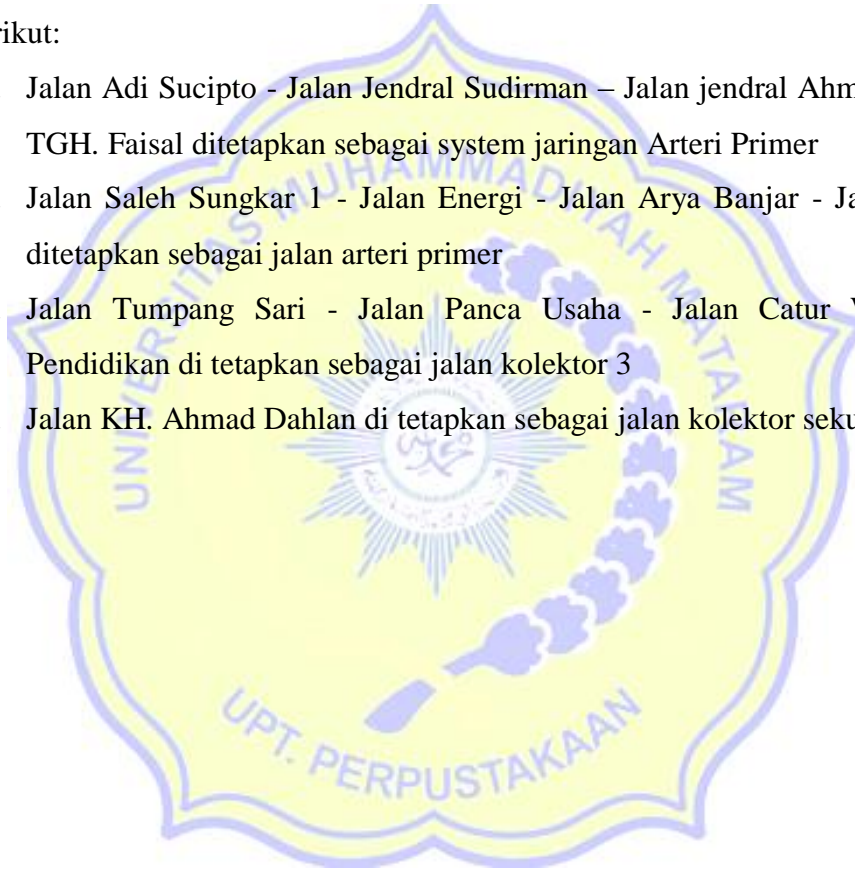 rikut:
Jalan Adi Sucipto - Jalan Jendral Sudirman – Jalan jendral Ahm
TGH. Faisal ditetapkan sebagai system jaringan Arteri Primer
Jalan Saleh Sungkar 1 - Jalan Energi - Jalan Arya Banjar - Ja
ditetapkan sebagai jalan arteri primer
Jalan Tumpang Sari - Jalan Panca Usaha - Jalan Catur
Pendidikan di tetapkan sebagai jalan kolektor 3
Jalan KH. Ahmad Dahlan di tetapkan sebagai jalan kolektor seku
UNIVERSITAS MUHAMMADIYAH MATARAM
UPT. PERPUSTAKAAN